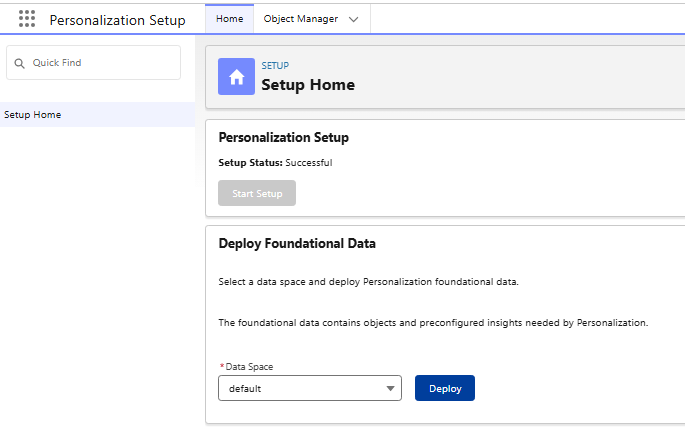 Personalization Setup
Home
Object Manager
Quick Find
Setup Home
SETUP
Setup Home
Personalization Setup
Setup Status: Successful
Start Setup
Deploy Foundational Data
Select a data space and deploy Personalization foundational data.
The foundational data contains objects and preconfigured insights needed by Personalization.
*Data Space
default
Deploy